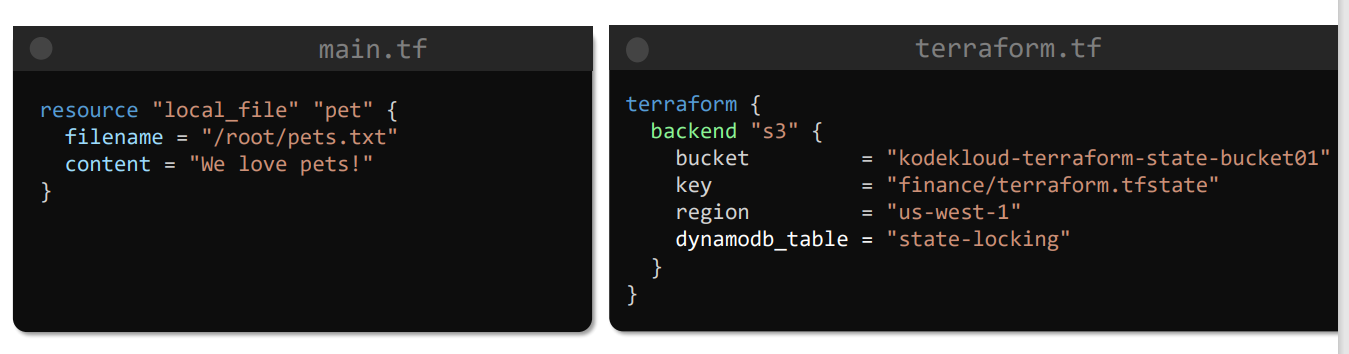 main.tf
resource "local_file" "pet" {
  filename = "/root/pets.txt"
  content = "We love pets!"
}
terraform.tf
terraform {
  backend "s3" {
    bucket         = "kodekloud-terraform-state-bucket01"
    key            = "finance/terraform.tfstate"
    region         = "us-west-1"
    dynamodb_table = "state-locking"
  }
}